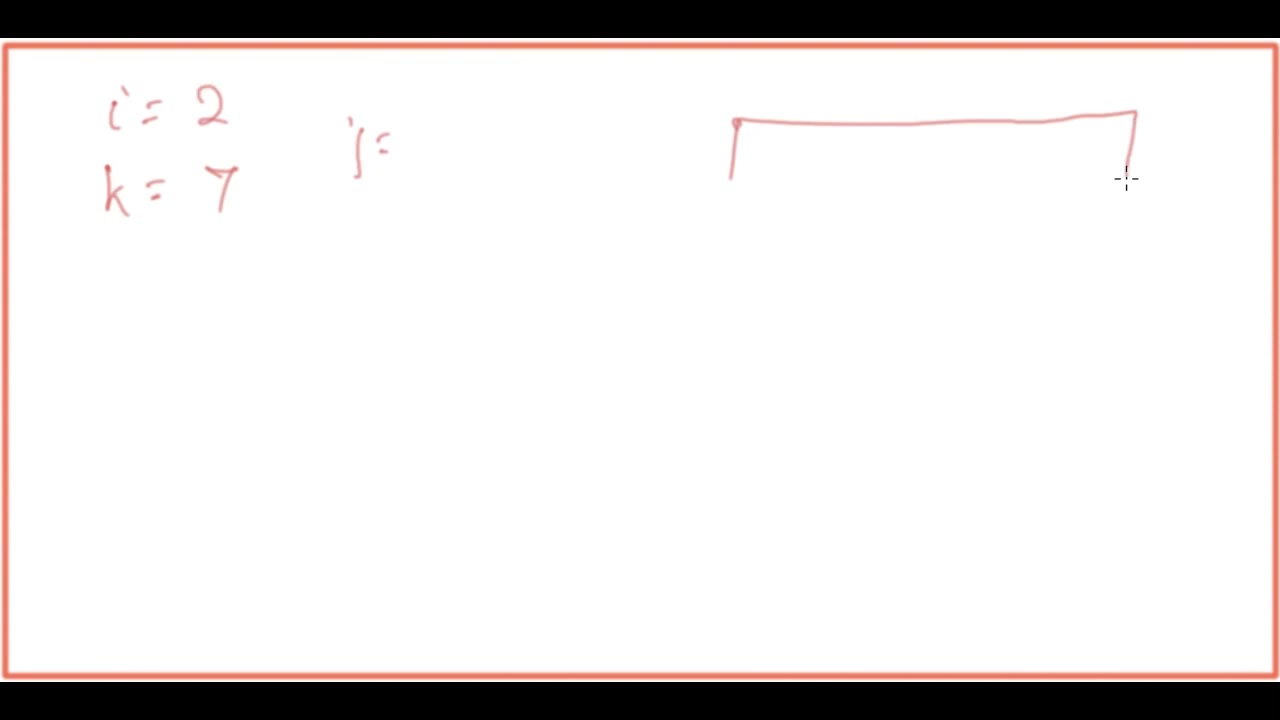 i = 2
j =
k = 7